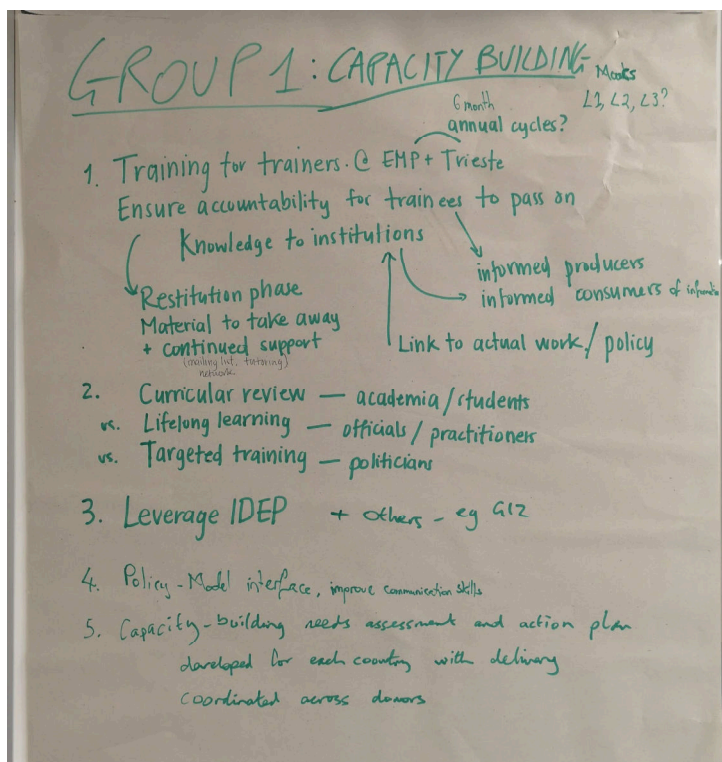 GROUP 1: CAPACITY BUILDING
Mooks
L1, L2, L3?
6 month
annual cycles?
1. Training for trainers. @ EMP + Trieste
Ensure accountability for trainees to pass on
Knowledge to institutions
informed producers
informed consumers of
Restitution phase
Material to take away
+ continued support
(mailing list, tutoring)
network
Link to actual work / policy
2. Curricular review — academia / students
vs. Lifelong learning — officials / practitioners
vs. Targeted training — politicians
3. Leverage IDEP + others - eg GIZ
4. Policy-Model interface, improve communication skills
5. Capacity-building needs assessment and action plan
developed for each country with delivery
coordinated across donors